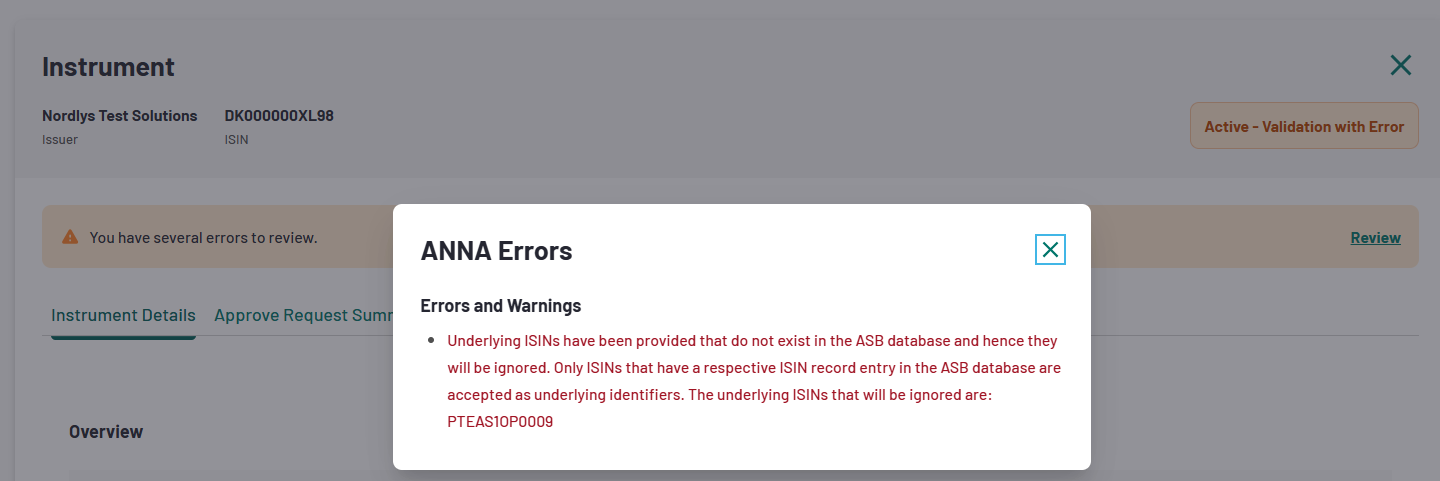 Instrument
Nordlys Test Solutions
DK000000XL98
Issuer
ISIN
Active - Validation with Error
You have several errors to review.
Review
Instrument Details
Approve Request Summ
Overview
ANNA Errors
Errors and Warnings
Underlying ISINs have been provided that do not exist in the ASB database and hence they
will be ignored. Only ISINs that have a respective ISIN record entry in the ASB database are
accepted as underlying identifiers. The underlying ISINs that will be ignored are:
PTEAS1OP0009